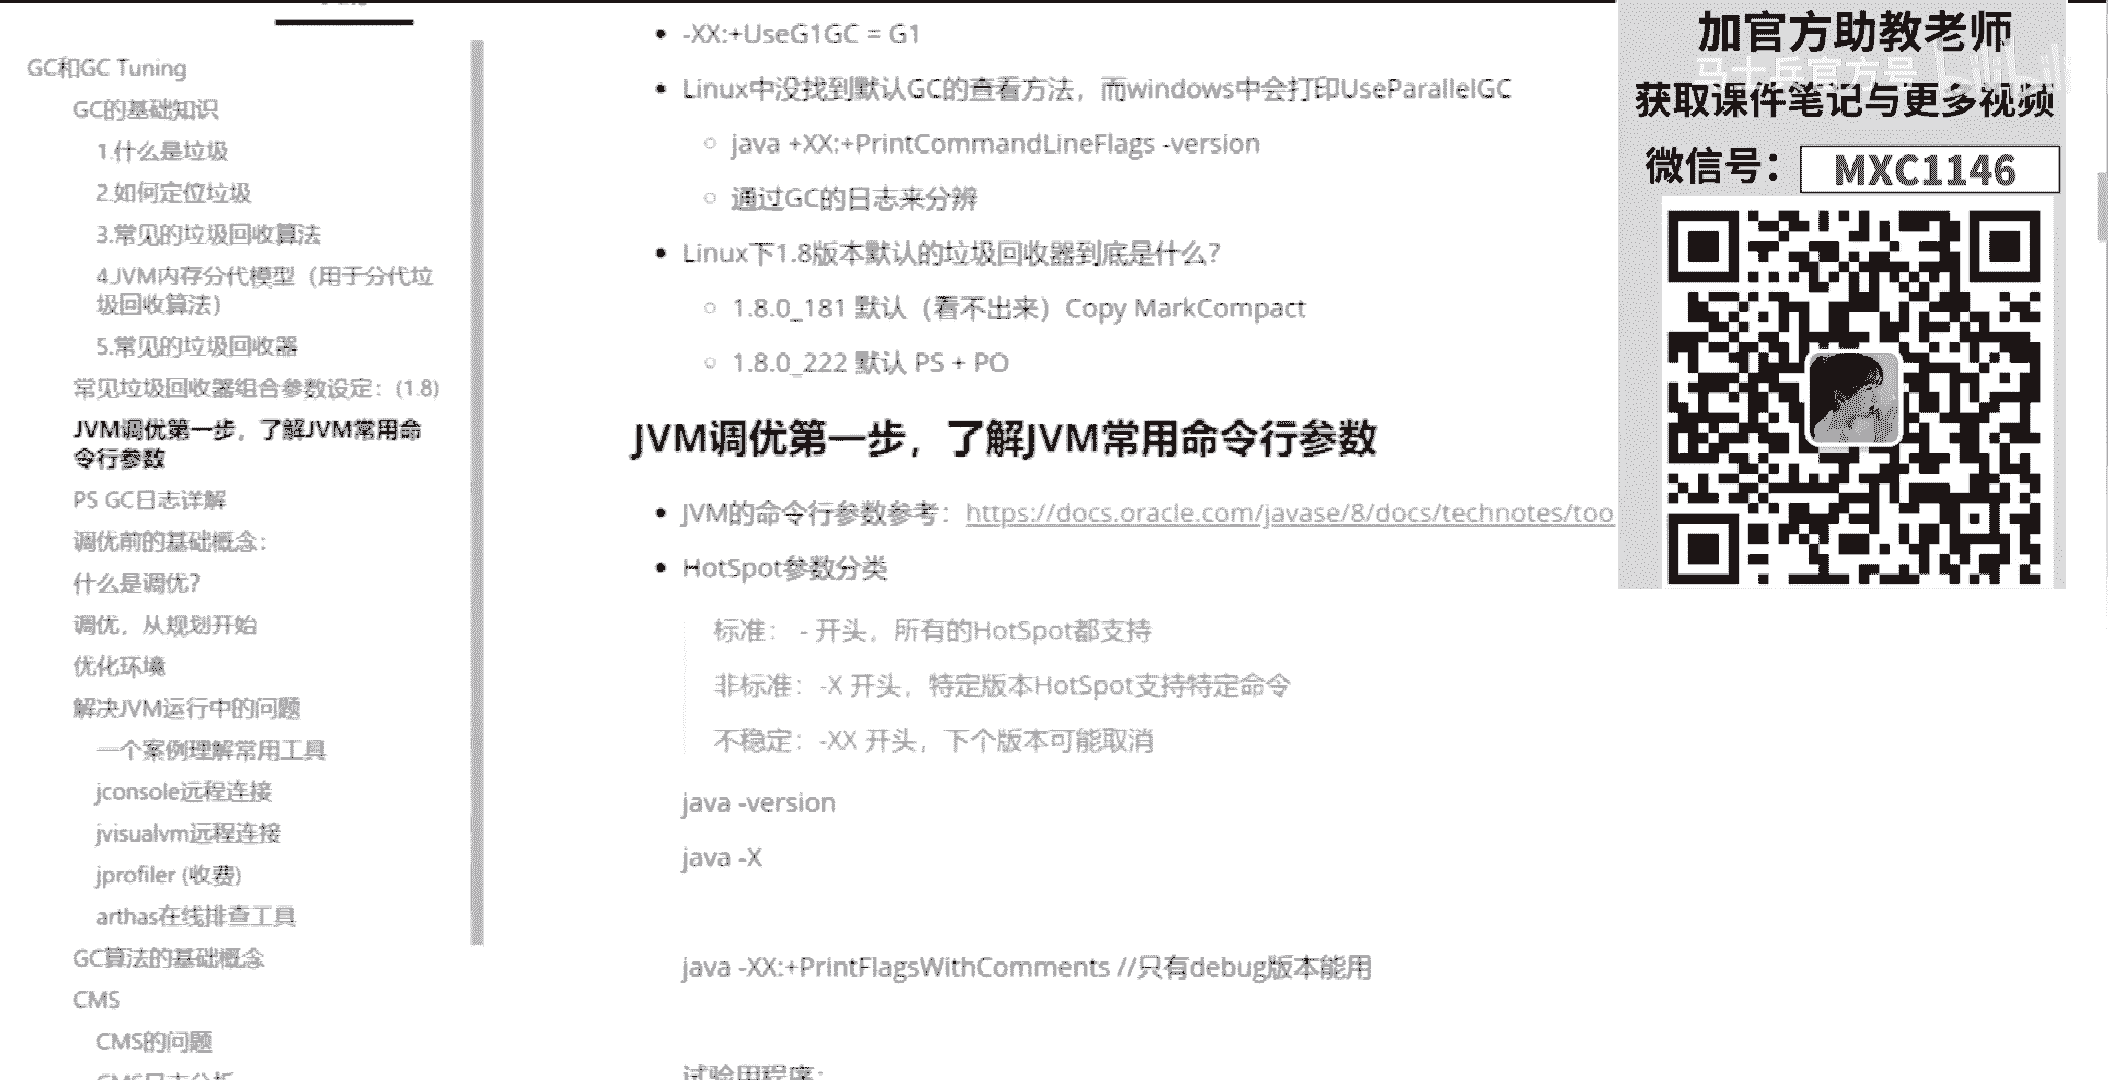 GC和GC Tuning
GC的基础知识
1.什么是垃圾
2.如何定位垃圾
3.常见的垃圾回收算法
4.JVM内存分代模型（用于分代垃
圾回收算法）
5.常见的垃圾回收器
常见垃圾回收器组合参数设定：(1.8)
JVM调优第一步，了解JVM常用命
令行参数
PS GC日志详解
调优前的基础概念：
什么是调优？
调优，从规划开始
优化环境
解决JVM运行中的问题
一个案例理解常用工具
jconsole远程连接
jvisualvm远程连接
jprofiler (收费)
arthas在线排查工具
GC算法的基础概念
CMS
CMS的问题
CMS日志分析
-XX:+UseG1GC = G1
Linux中没找到默认GC的查看方法，而windows中会打印UseParallelGC
java +XX:+PrintCommandLineFlags -version
通过GC的日志来分辨
Linux下1.8版本默认的垃圾回收器到底是什么？
1.8.0_181 默认（看不出来）Copy MarkCompact
1.8.0_222 默认 PS + PO
JVM调优第一步，了解JVM常用命令行参数
JVM的命令行参数参考：https://docs.oracle.com/javase/8/docs/technotes/too
HotSpot参数分类
标准： - 开头，所有的HotSpot都支持
非标准：-X 开头，特定版本HotSpot支持特定命令
不稳定：-XX 开头，下个版本可能取消
java -version
java -X
java -XX:+PrintFlagsWithComments //只有debug版本能用
试验用程序：
加官方助教老师
马士兵官方号 bilibili
获取课件笔记与更多视频
微信号： MXC1146